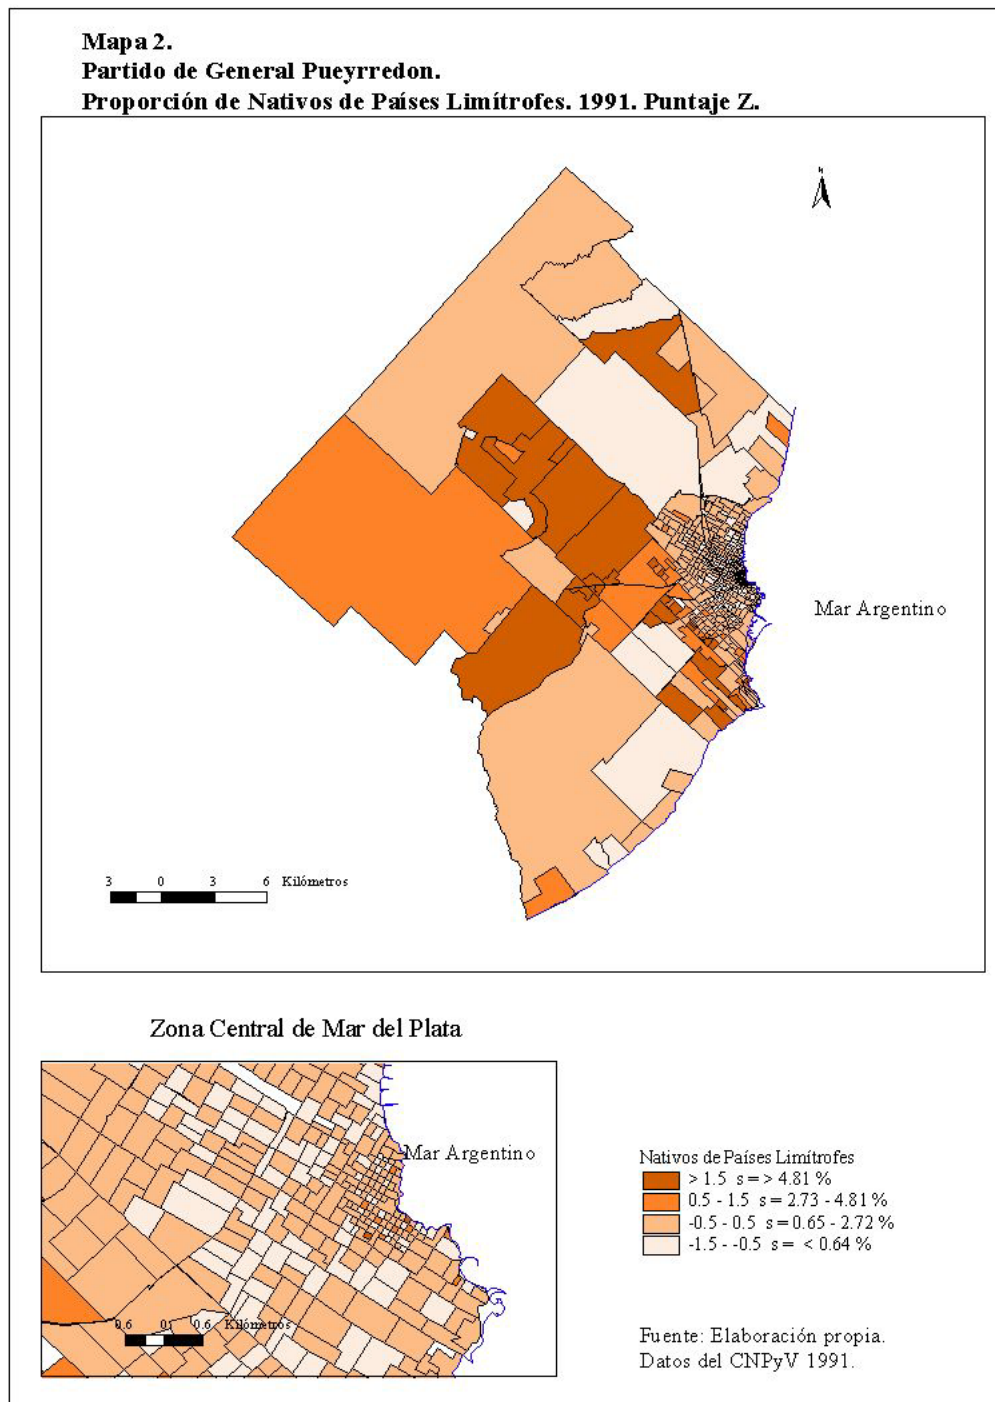 Mapa 2.
Partido de General Pueyrredon.
Proporción de Nativos de Países Limítrofes. 1991. Puntaje Z.
N
Mar Argentino
3 0 3 6 Kilómetros
Zona Central de Mar del Plata
Mar Argentino
0.6 0 0.6 Kilómetros
Nativos de Países Limítrofes
> 1.5 s = > 4.81 %
0.5 - 1.5 s = 2.73 - 4.81 %
-0.5 - 0.5 s = 0.65 - 2.72 %
-1.5 - -0.5 s = < 0.64 %
Fuente: Elaboración propia.
Datos del CNPyV 1991.